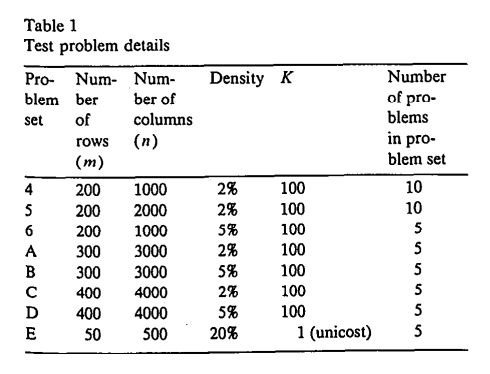 Table 1
Test problem details
Pro- Num- Num- Density K Number
blem ber ber of of pro-
set of columns blems
rows (n) in pro-
(m) blem set
4 200 1000 2% 100 10
5 200 2000 2% 100 10
6 200 1000 5% 100 5
A 300 3000 2% 100 5
B 300 3000 5% 100 5
C 400 4000 2% 100 5
D 400 4000 5% 100 5
E 50 500 20% 1 (unicost) 5